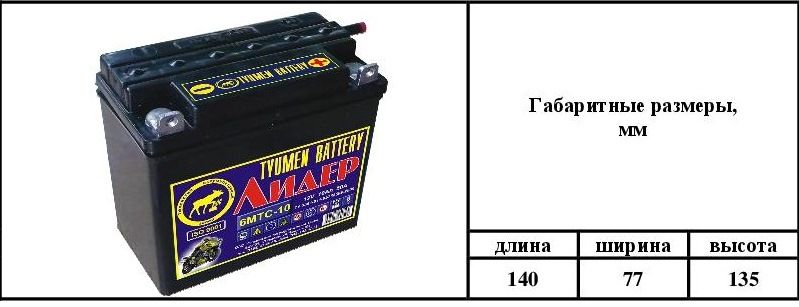 TYUMEN BATTERY
TYUMEN BATTERY
ЛИДЕР
6МТС-10
ISO 9001
Габаритные размеры,
мм
длина ширина высота
140 77 135